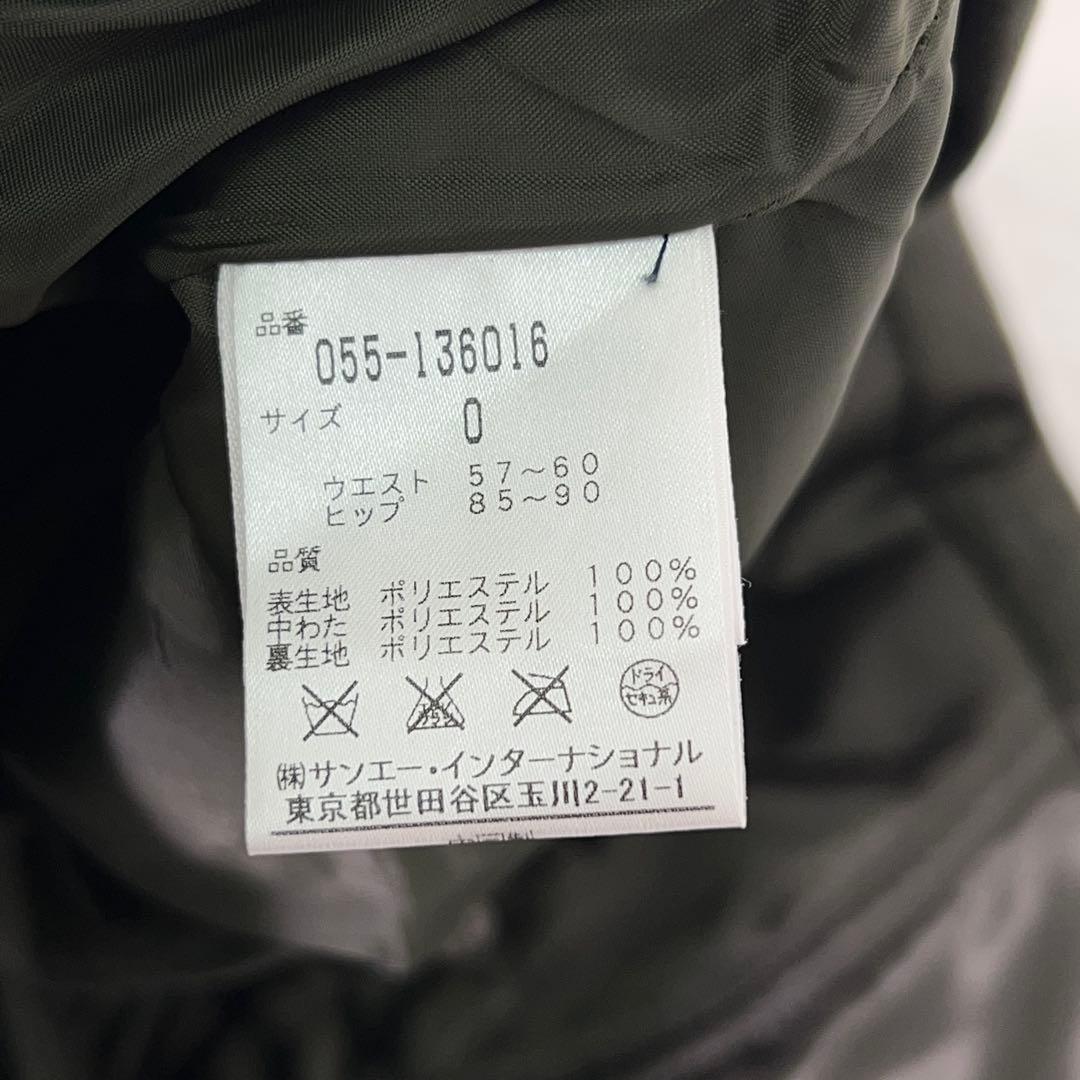 品番
055-136016
サイズ 0
ウエスト 57～60
ヒップ 85～90
品質
表生地 ポリエステル 100%
中わた ポリエステル 100%
裏生地 ポリエステル 100%
ドライ
セキュ系
㈱サンエー・インターナショナル
東京都世田谷区玉川2-21-1